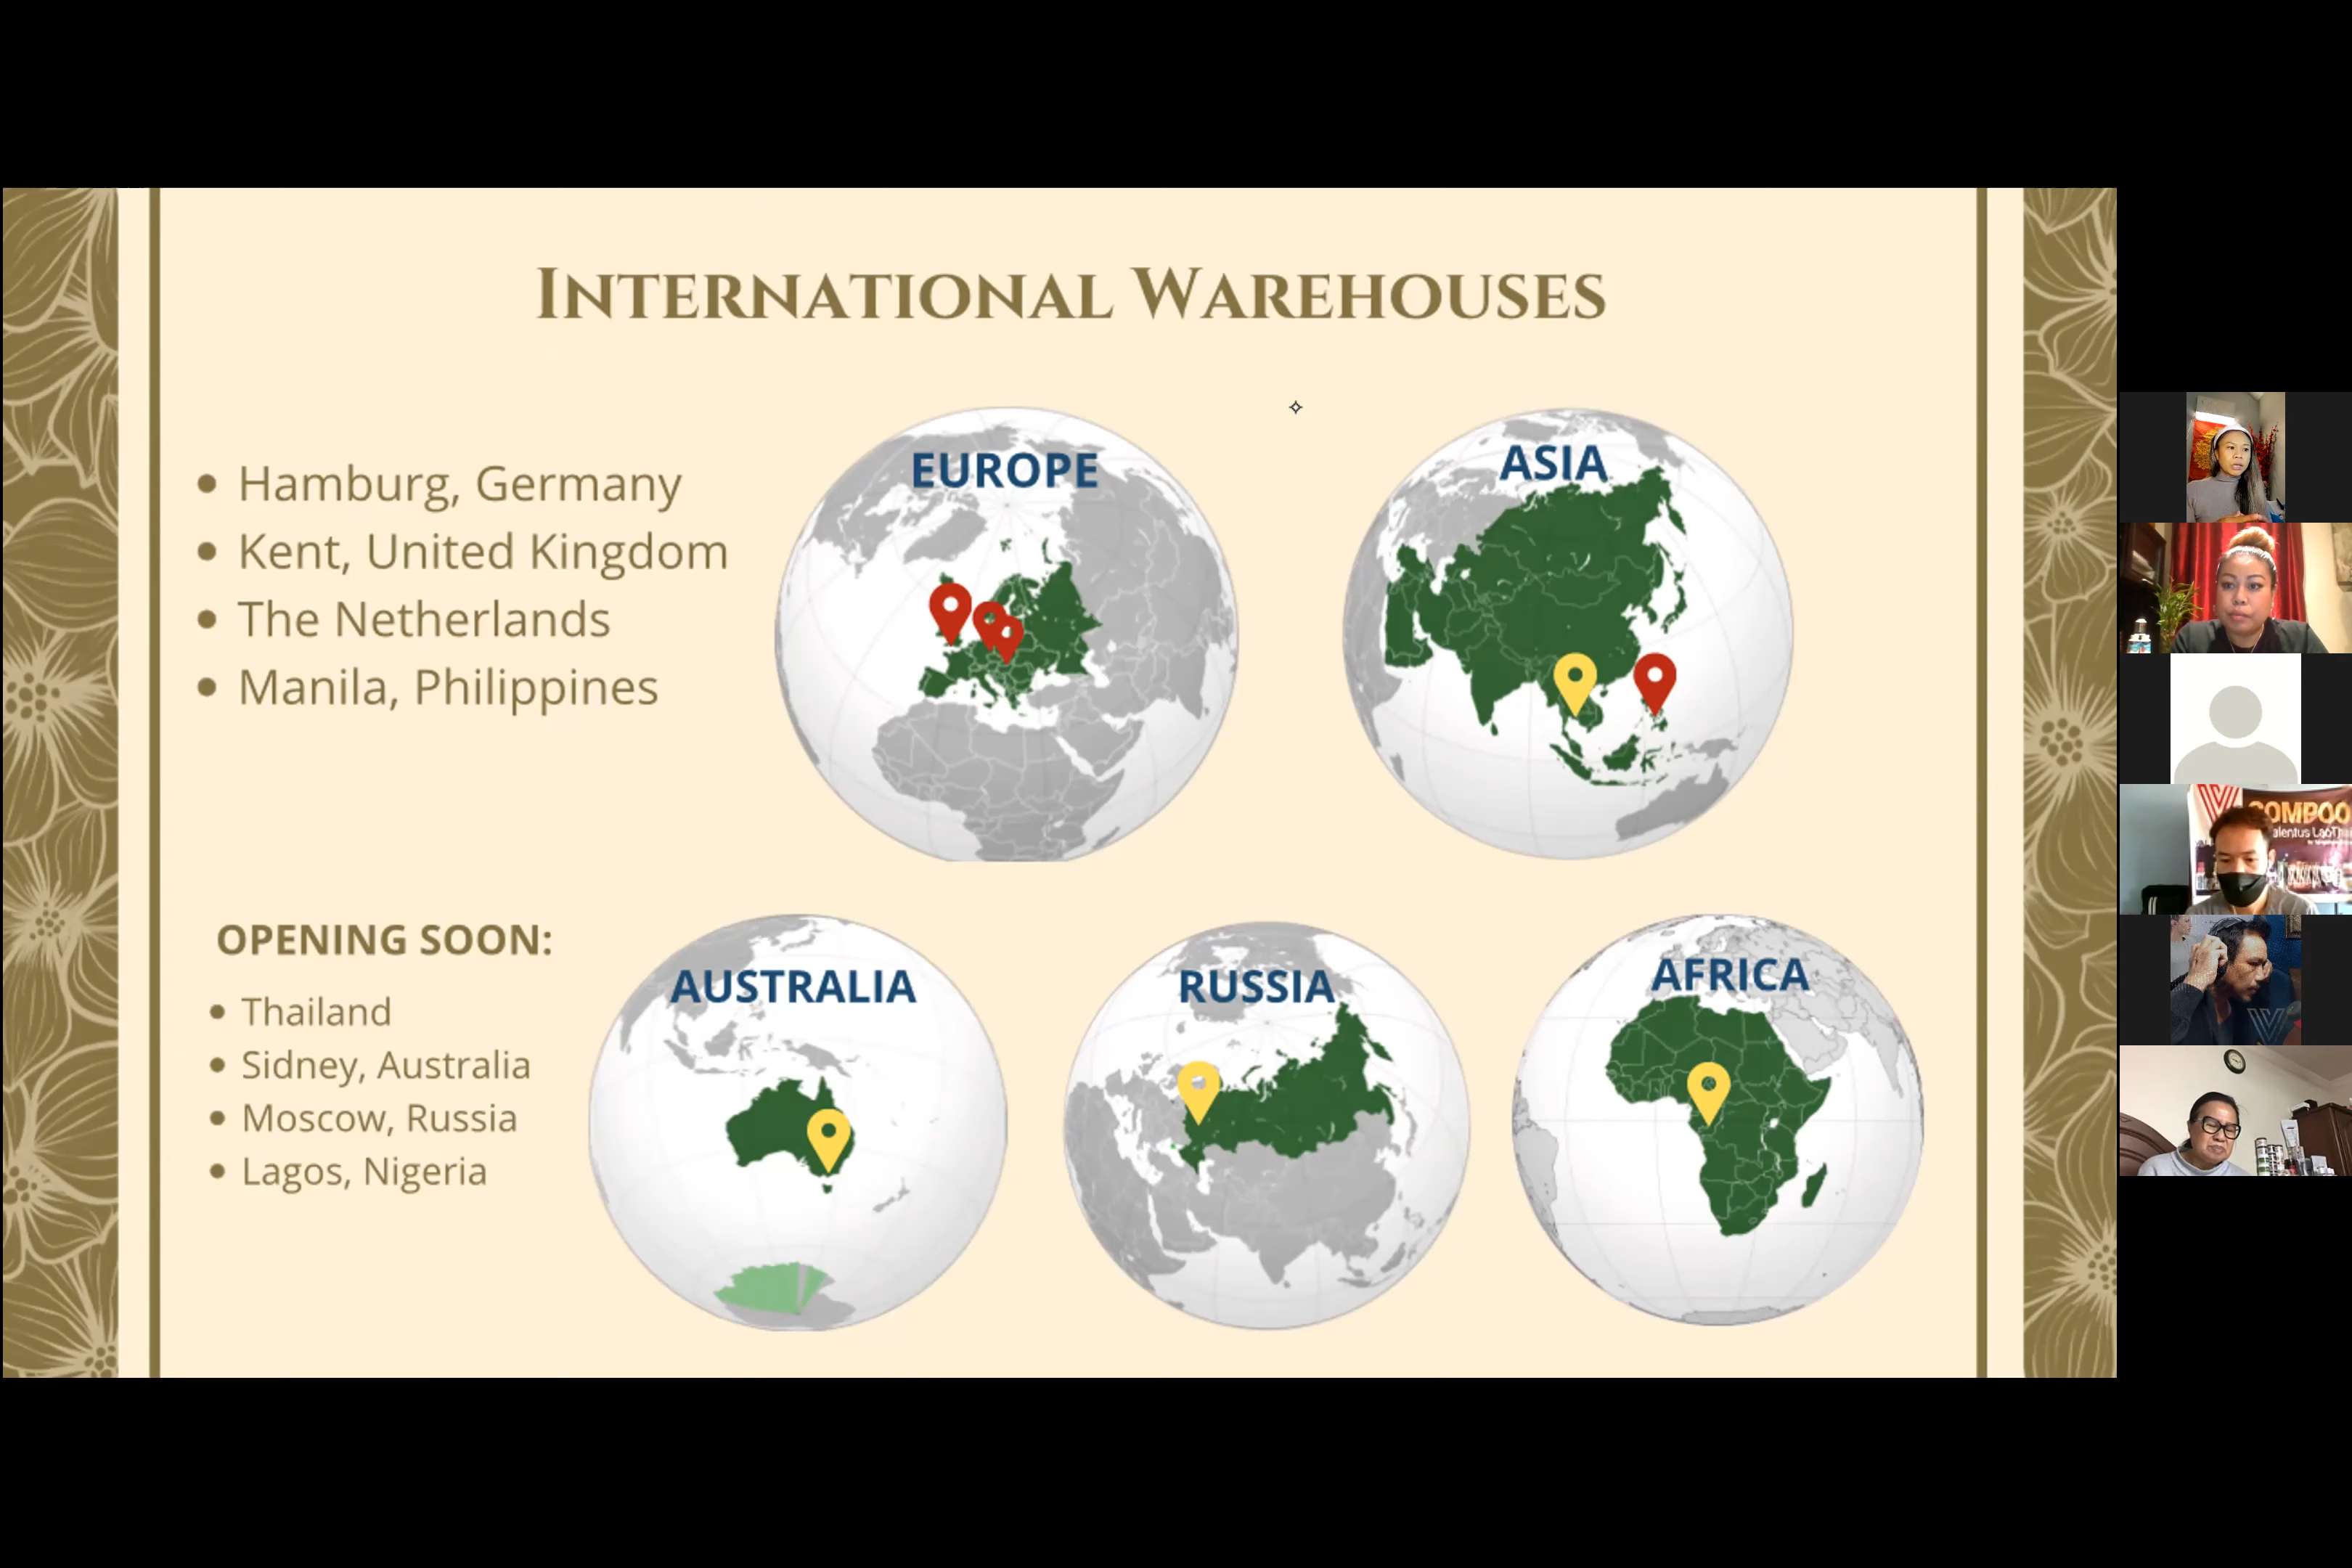 INTERNATIONAL WAREHOUSES
Hamburg, Germany
Kent, United Kingdom
The Netherlands
Manila, Philippines
EUROPE
ASIA
OPENING SOON:
Thailand
Sidney, Australia
Moscow, Russia
Lagos, Nigeria
AUSTRALIA
RUSSIA
AFRICA